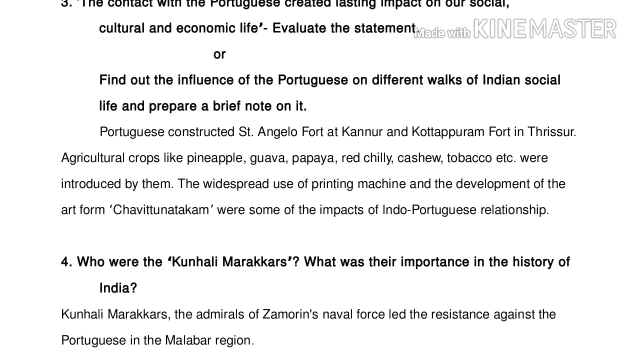 3. ‘The contact with the Portuguese created lasting impact on our social,
cultural and economic life’- Evaluate the statement.
Made with KINEMASTER
or
Find out the influence of the Portuguese on different walks of Indian social
life and prepare a brief note on it.
Portuguese constructed St. Angelo Fort at Kannur and Kottappuram Fort in Thrissur.
Agricultural crops like pineapple, guava, papaya, red chilly, cashew, tobacco etc. were
introduced by them. The widespread use of printing machine and the development of the
art form ‘Chavittunatakam’ were some of the impacts of Indo-Portuguese relationship.
4. Who were the ‘Kunhali Marakkars’? What was their importance in the history of
India?
Kunhali Marakkars, the admirals of Zamorin's naval force led the resistance against the
Portuguese in the Malabar region.